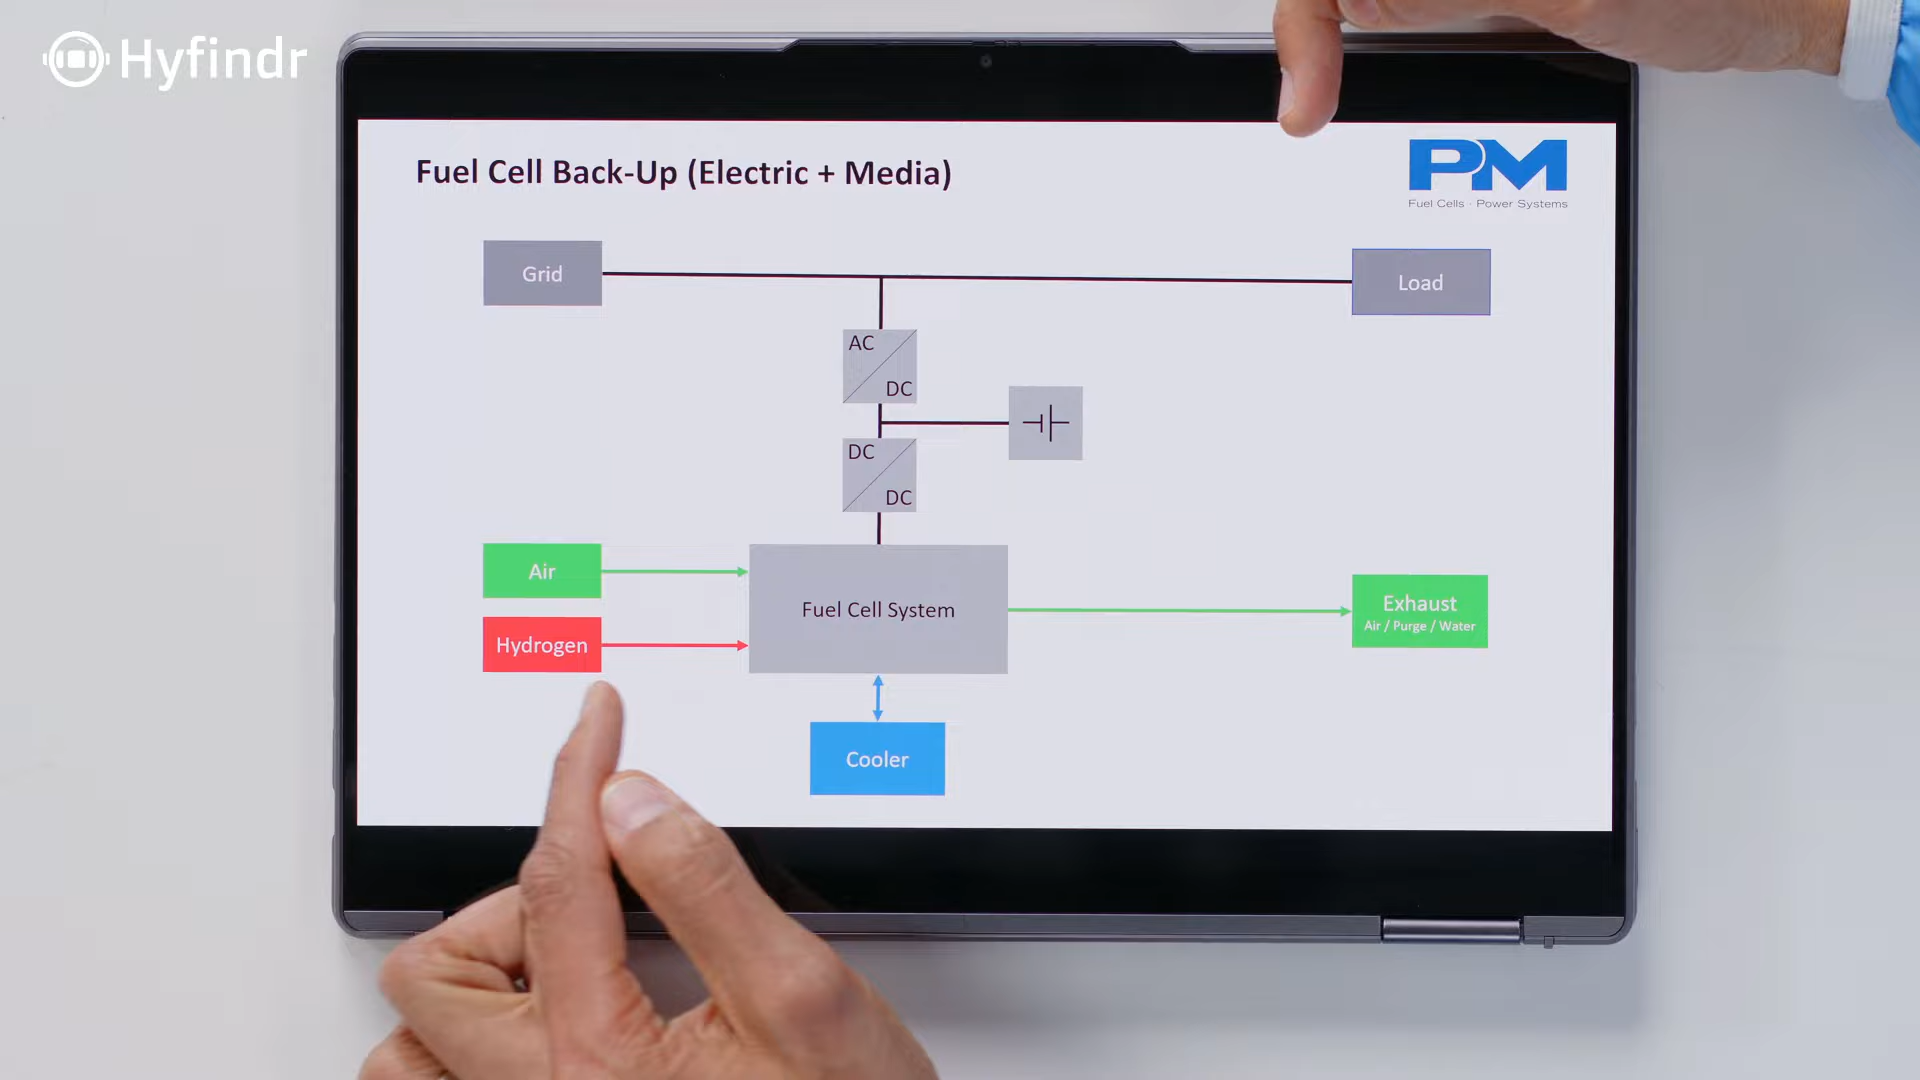 Hyfindr
Fuel Cell Back-Up (Electric + Media)
PM
Fuel Cells · Power Systems
Grid
Load
AC
DC
DC
DC
Air
Hydrogen
Fuel Cell System
Exhaust
Air / Purge / Water
Cooler